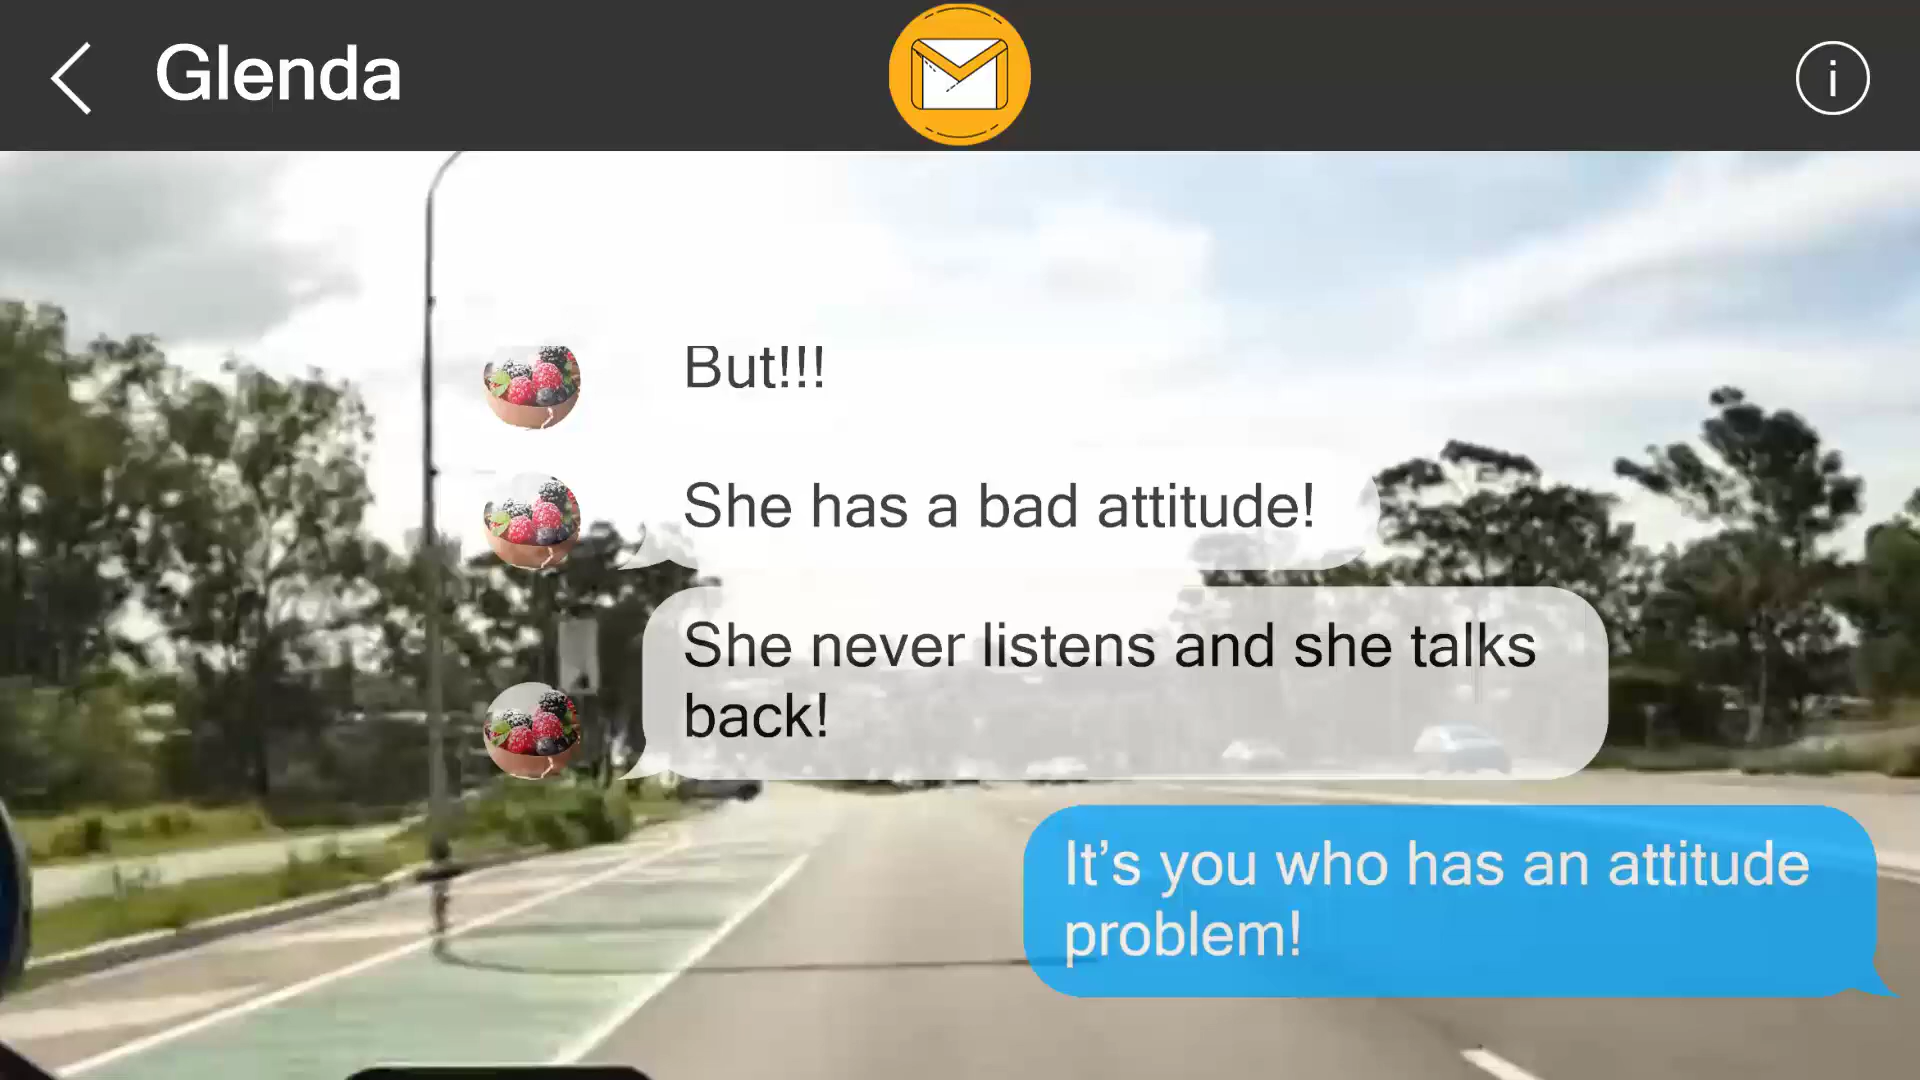 Glenda
i
But!!!
She has a bad attitude!
She never listens and she talks
back!
It’s you who has an attitude
problem!